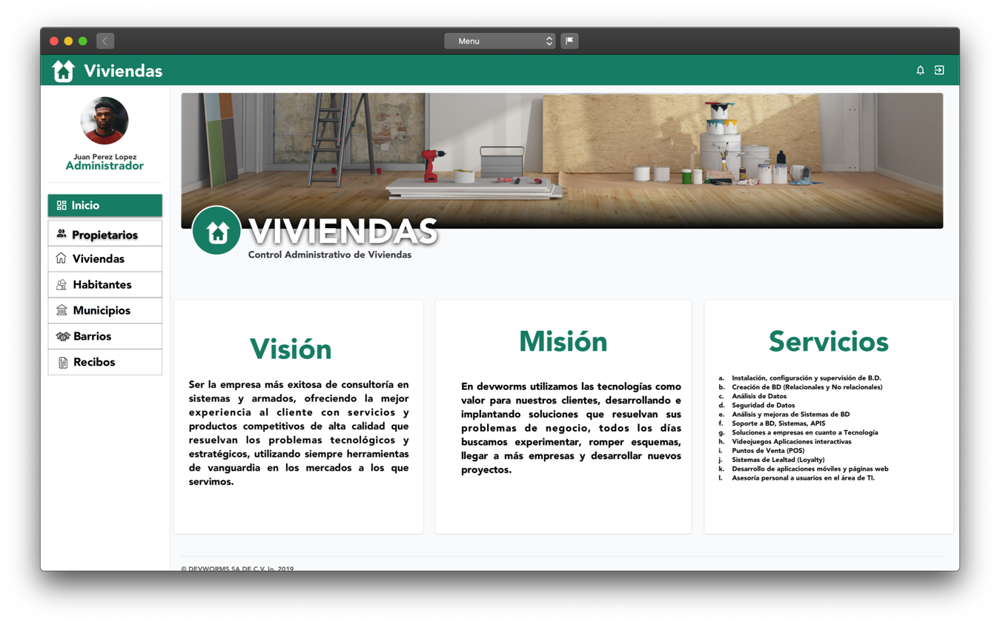 Menu
Viviendas
Juan Perez Lopez
Administrador
Inicio
Propietarios
Viviendas
Habitantes
Municipios
Barrios
Recibos
VIVIENDAS
Control Administrativo de Viviendas
Visión
Ser la empresa más exitosa de consultoría en
sistemas y armados, ofreciendo la mejor
experiencia al cliente con servicios y
productos competitivos de alta calidad que
resuelvan los problemas tecnológicos y
estratégicos, utilizando siempre herramientas
de vanguardia en los mercados a los que
servimos.
Misión
En devworms utilizamos las tecnologías como
valor para nuestros clientes, desarrollando e
implantando soluciones que resuelvan sus
problemas de negocio, todos los días
buscamos experimentar, romper esquemas,
llegar a más empresas y desarrollar nuevos
proyectos.
Servicios
a. Instalación, configuración y supervisión de B.D.
b. Creación de BD (Relacionales y No relacionales)
c. Análisis de Datos
d. Seguridad de Datos
e. Análisis y mejoras de Sistemas de BD
f. Soporte a BD, Sistemas, APIS
g. Soluciones a empresas en cuanto a Tecnología
h. Videojuegos Aplicaciones interactivas
i. Puntos de Venta (POS)
j. Sistemas de Lealtad (Loyalty)
k. Desarrollo de aplicaciones móviles y páginas web
l. Asesoría personal a usuarios en el área de TI.
© DEVWORMS SA DE C.V. Io. 2019